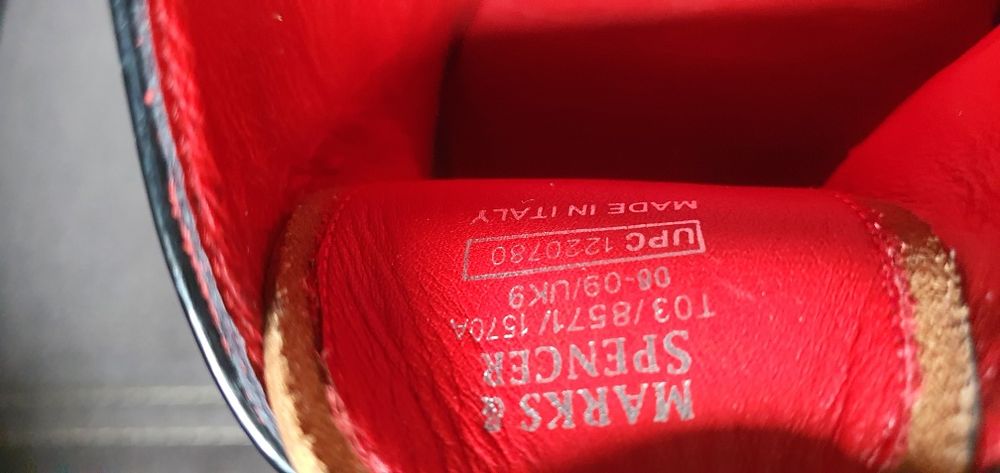 MARKS &
SPENCER
T03/8571/1570A
08-09/UK9
UPC 1220780
MADE IN ITALY